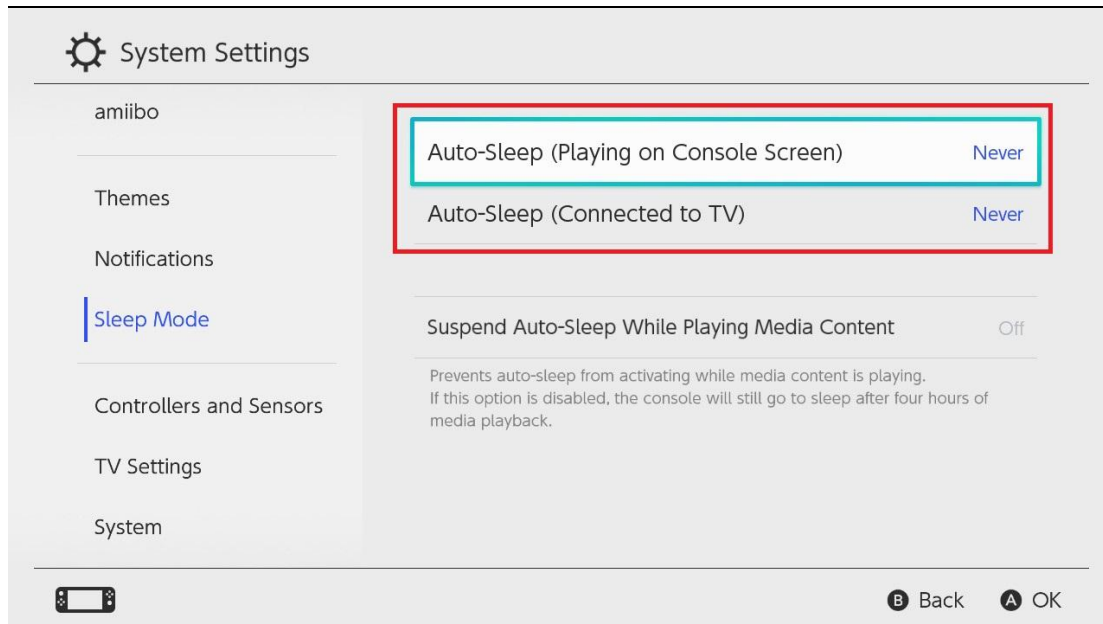 System Settings
amiibo
Themes
Notifications
Sleep Mode
Controllers and Sensors
TV Settings
System
Auto-Sleep (Playing on Console Screen) Never
Auto-Sleep (Connected to TV) Never
Suspend Auto-Sleep While Playing Media Content Off
Prevents auto-sleep from activating while media content is playing.
If this option is disabled, the console will still go to sleep after four hours of
media playback.
B Back A OK